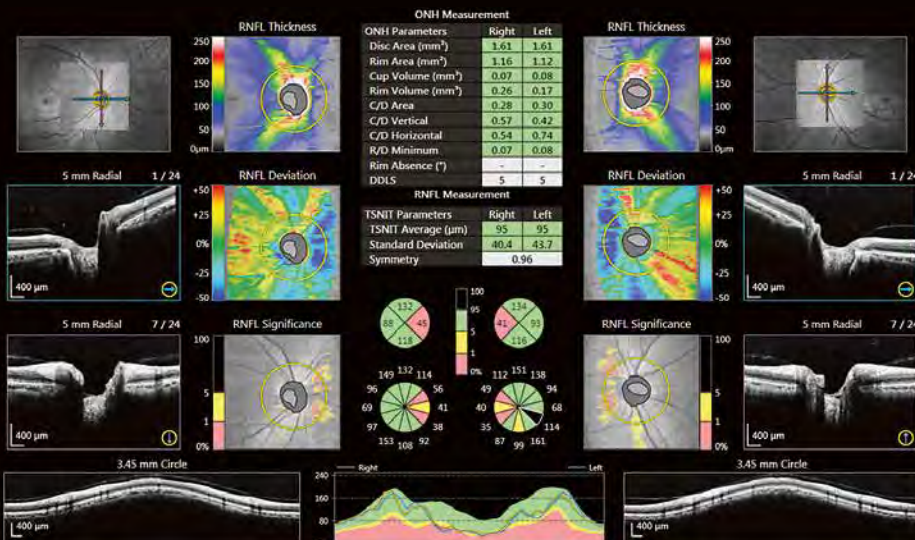 ONH Measurement
RNFL Thickness
ONH Parameters Right Left
Disc Area (mm²) 1.61 1.61
Rim Area (mm²) 1.16 1.12
Cup Volume (mm³) 0.07 0.08
Rim Volume (mm³) 0.26 0.17
C/D Area 0.28 0.30
C/D Vertical 0.57 0.42
C/D Horizontal 0.54 0.74
R/D Minimum 0.07 0.08
Rim Absence (°) - -
DDLS 5 5
RNFL Thickness
250
200
150
100
50
0μm
250
200
150
100
50
0μm
5 mm Radial 1 / 24
RNFL Deviation
RNFL Measurement
RNFL Deviation
5 mm Radial 1 / 24
+50
+25
0%
-25
-50
TSNIT Parameters Right Left
TSNIT Average (μm) 95 95
Standard Deviation 40.4 43.7
Symmetry 0.96
+50
+25
0%
-25
-50
400 μm
400 μm
5 mm Radial 7 / 24
RNFL Significance
RNFL Significance
5 mm Radial 7 / 24
100
5
1
0%
132
88 45
118
100
95
5
1
0%
134
41 93
116
100
5
1
0%
149 132 114
96 56
69 41
97 38
153 108 92
112 151 138
49 94
40 68
35 114
87 99 161
400 μm
400 μm
3.45 mm Circle
240
160
80
Right
Left
3.45 mm Circle
400 μm
400 μm